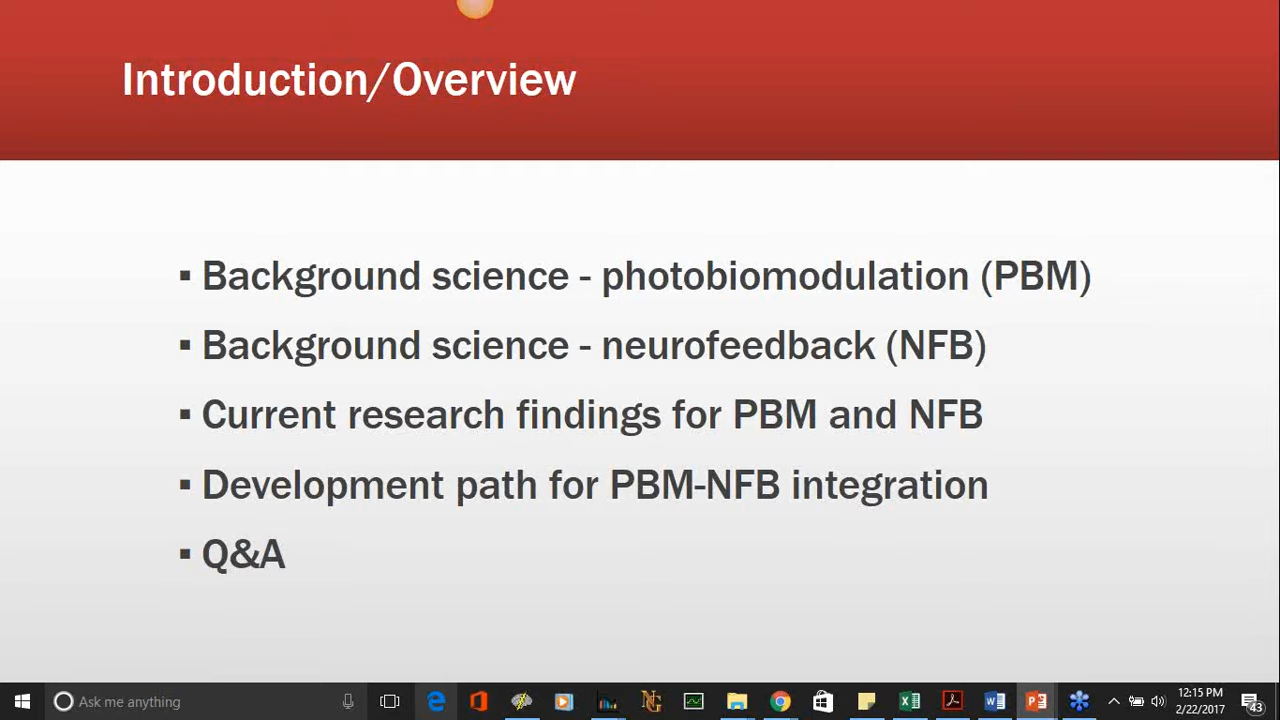 Introduction/Overview
▪ Background science - photobiomodulation (PBM)
▪ Background science - neurofeedback (NFB)
▪ Current research findings for PBM and NFB
▪ Development path for PBM-NFB integration
▪ Q&A
Ask me anything
12:15 PM
2/22/2017
43